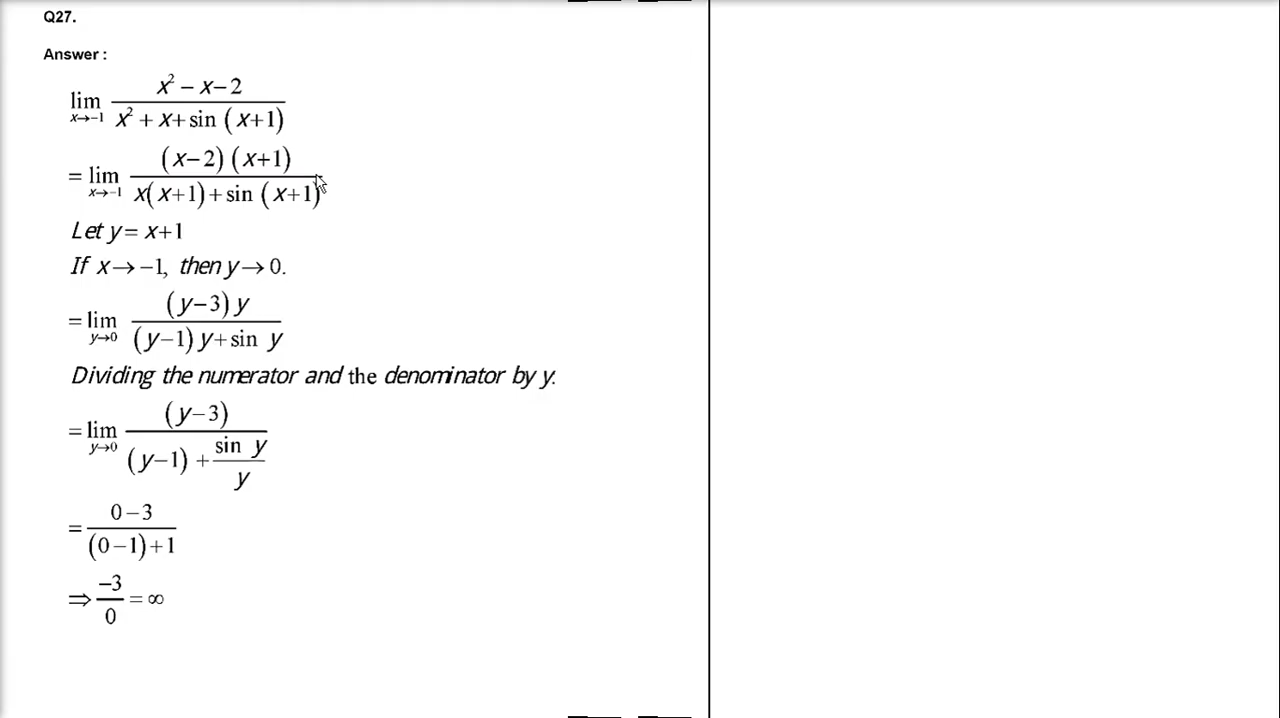 Q27.
Answer :
lim x→−1 (x² − x − 2) / (x² + x + sin (x+1))
= lim x→−1 ((x−2) (x+1)) / (x(x+1) + sin (x+1))
Let y = x+1
If x → −1, then y → 0.
= lim y→0 ((y−3) y) / ((y−1) y + sin y)
Dividing the numerator and the denominator by y.
= lim y→0 (y−3) / ((y−1) + (sin y / y))
= (0−3) / ((0−1)+1)
⇒ −3/0 = ∞